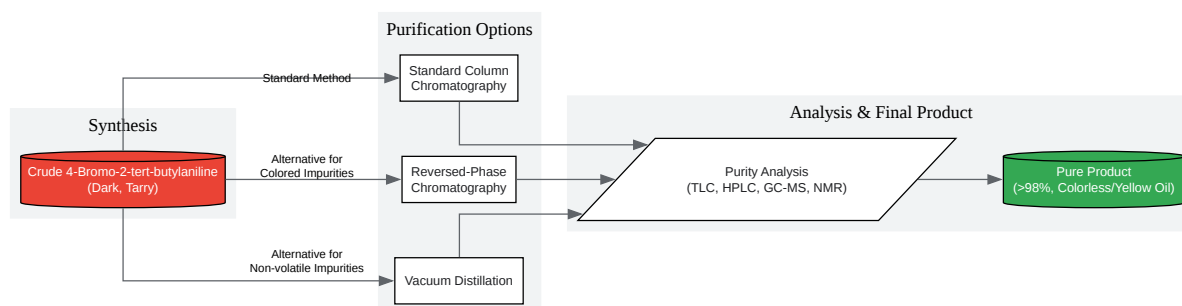 Purification Options
Standard Method
Standard Column
Chromatography
Synthesis
Crude 4-Bromo-2-tert-butylaniline
(Dark, Tarry)
Alternative for
Colored Impurities
Reversed-Phase
Chromatography
Alternative for
Non-volatile Impurities
Vacuum Distillation
Analysis & Final Product
Purity Analysis
(TLC, HPLC, GC-MS, NMR)
Pure Product
(>98%, Colorless/Yellow Oil)